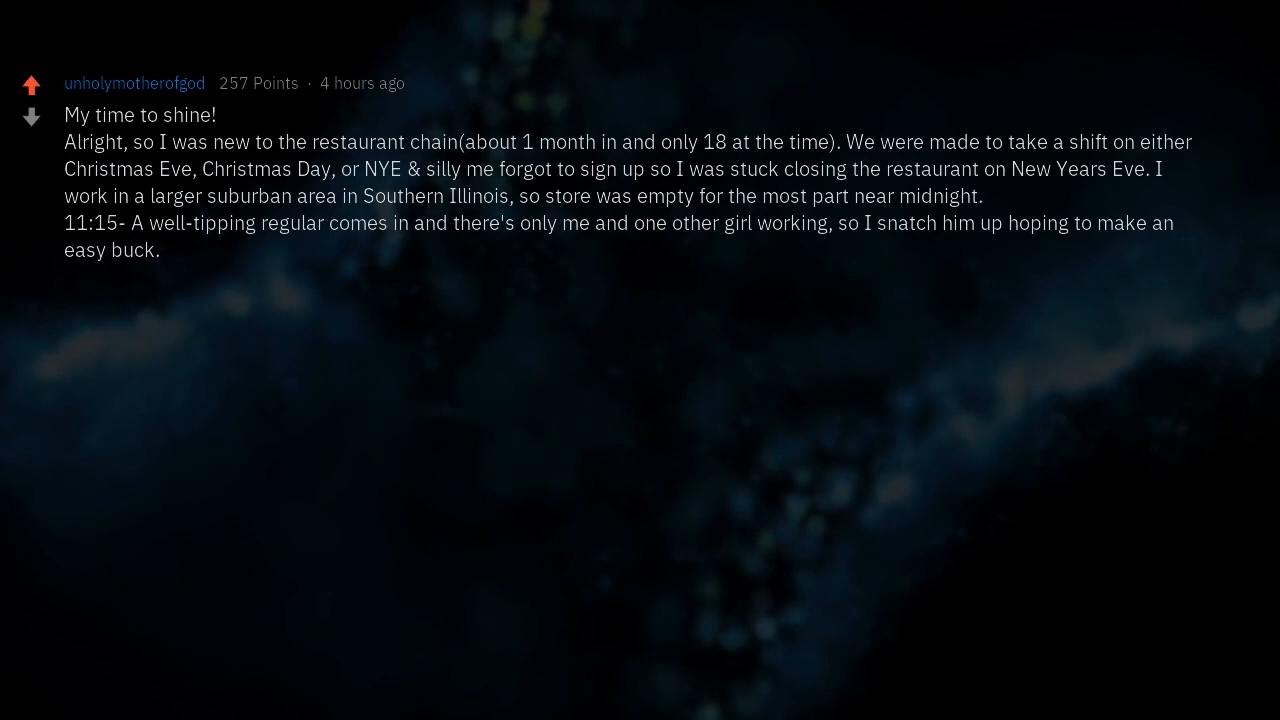 unholymotherofgod 257 Points · 4 hours ago
My time to shine!
Alright, so I was new to the restaurant chain(about 1 month in and only 18 at the time). We were made to take a shift on either
Christmas Eve, Christmas Day, or NYE & silly me forgot to sign up so I was stuck closing the restaurant on New Years Eve. I
work in a larger suburban area in Southern Illinois, so store was empty for the most part near midnight.
11:15- A well-tipping regular comes in and there's only me and one other girl working, so I snatch him up hoping to make an
easy buck.